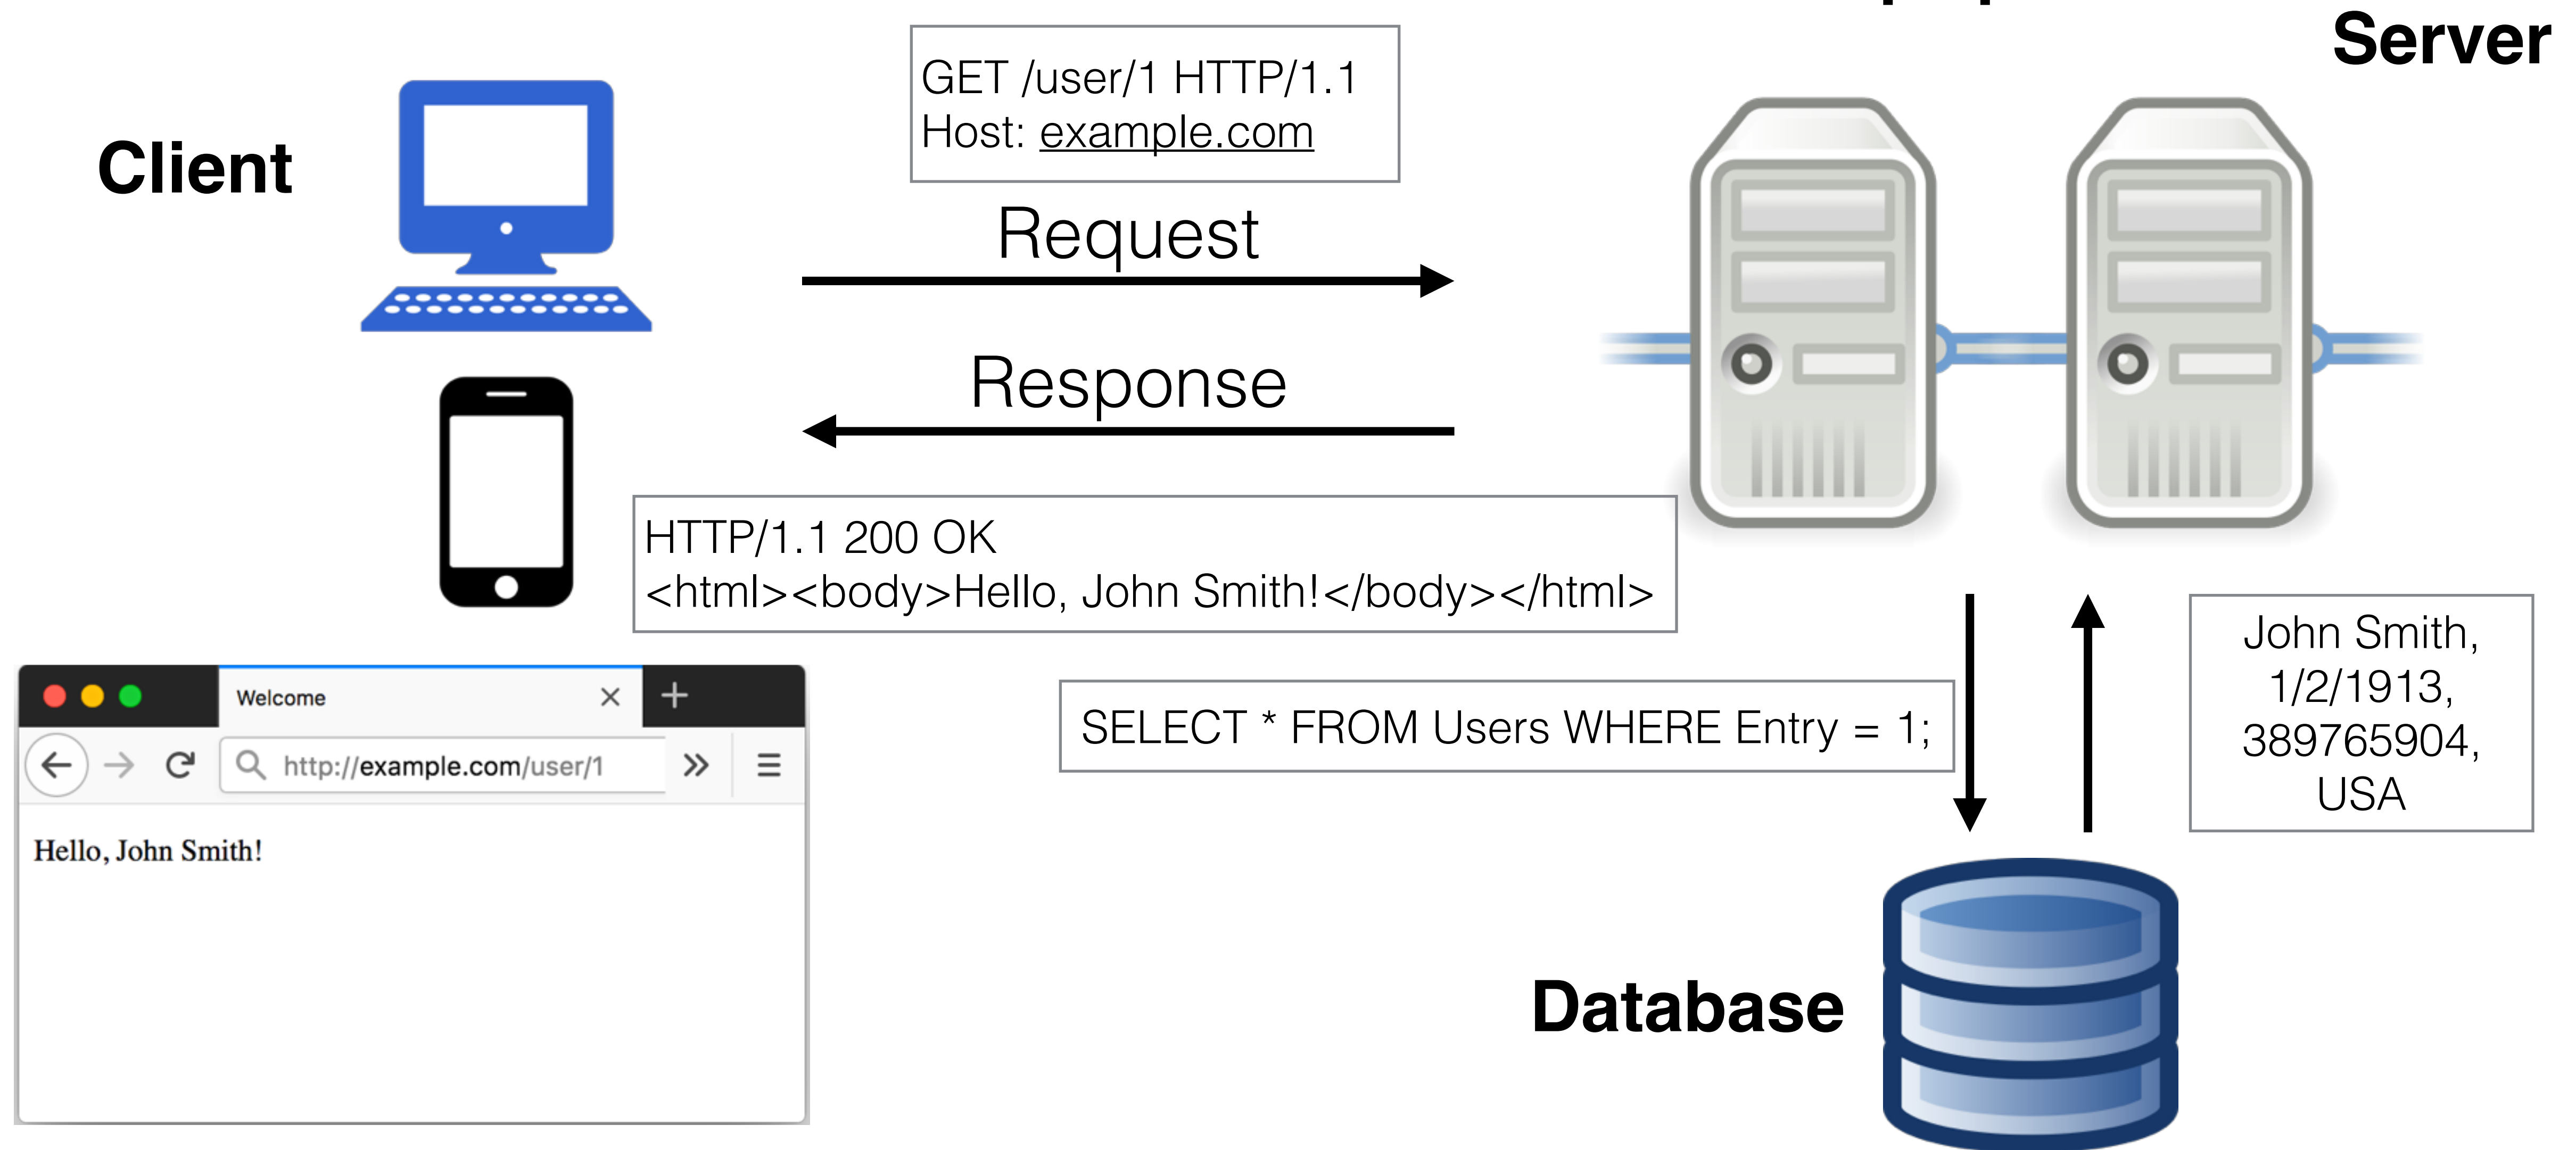 Server
Client
GET /user/1 HTTP/1.1
Host: example.com
Request
Response
HTTP/1.1 200 OK
<html><body>Hello, John Smith!</body></html>
SELECT * FROM Users WHERE Entry = 1;
John Smith,
1/2/1913,
389765904,
USA
Welcome
http://example.com/user/1
Hello, John Smith!
Database